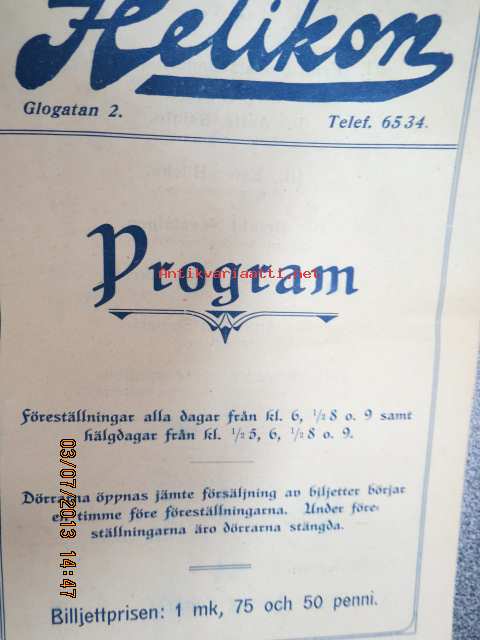 Helikon
Glogatan 2.
Telef. 6534.
Program
Antikvariaatti.net
Föreställningar alla dagar från kl. 6, ½8 o. 9 samt
hälgdagar från kl. ½5, 6, ½8 o. 9.
Dörrarna öppnas jämte försäljning av biljetter börjar
en timme före föreställningarna. Under före-
ställningarna äro dörrarna stängda.
Billjettprisen: 1 mk, 75 och 50 penni.
03/07/2013 14:47